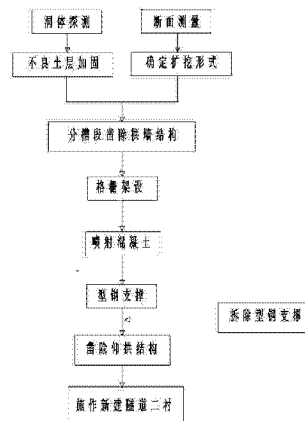 洞体探测
断面测量
不良土层加固
确定扩挖形式
分槽段凿除拱墙结构
格栅架设
喷射混凝土
型钢支撑
拆除型钢支撑
凿除仰拱结构
施作新建隧道二衬